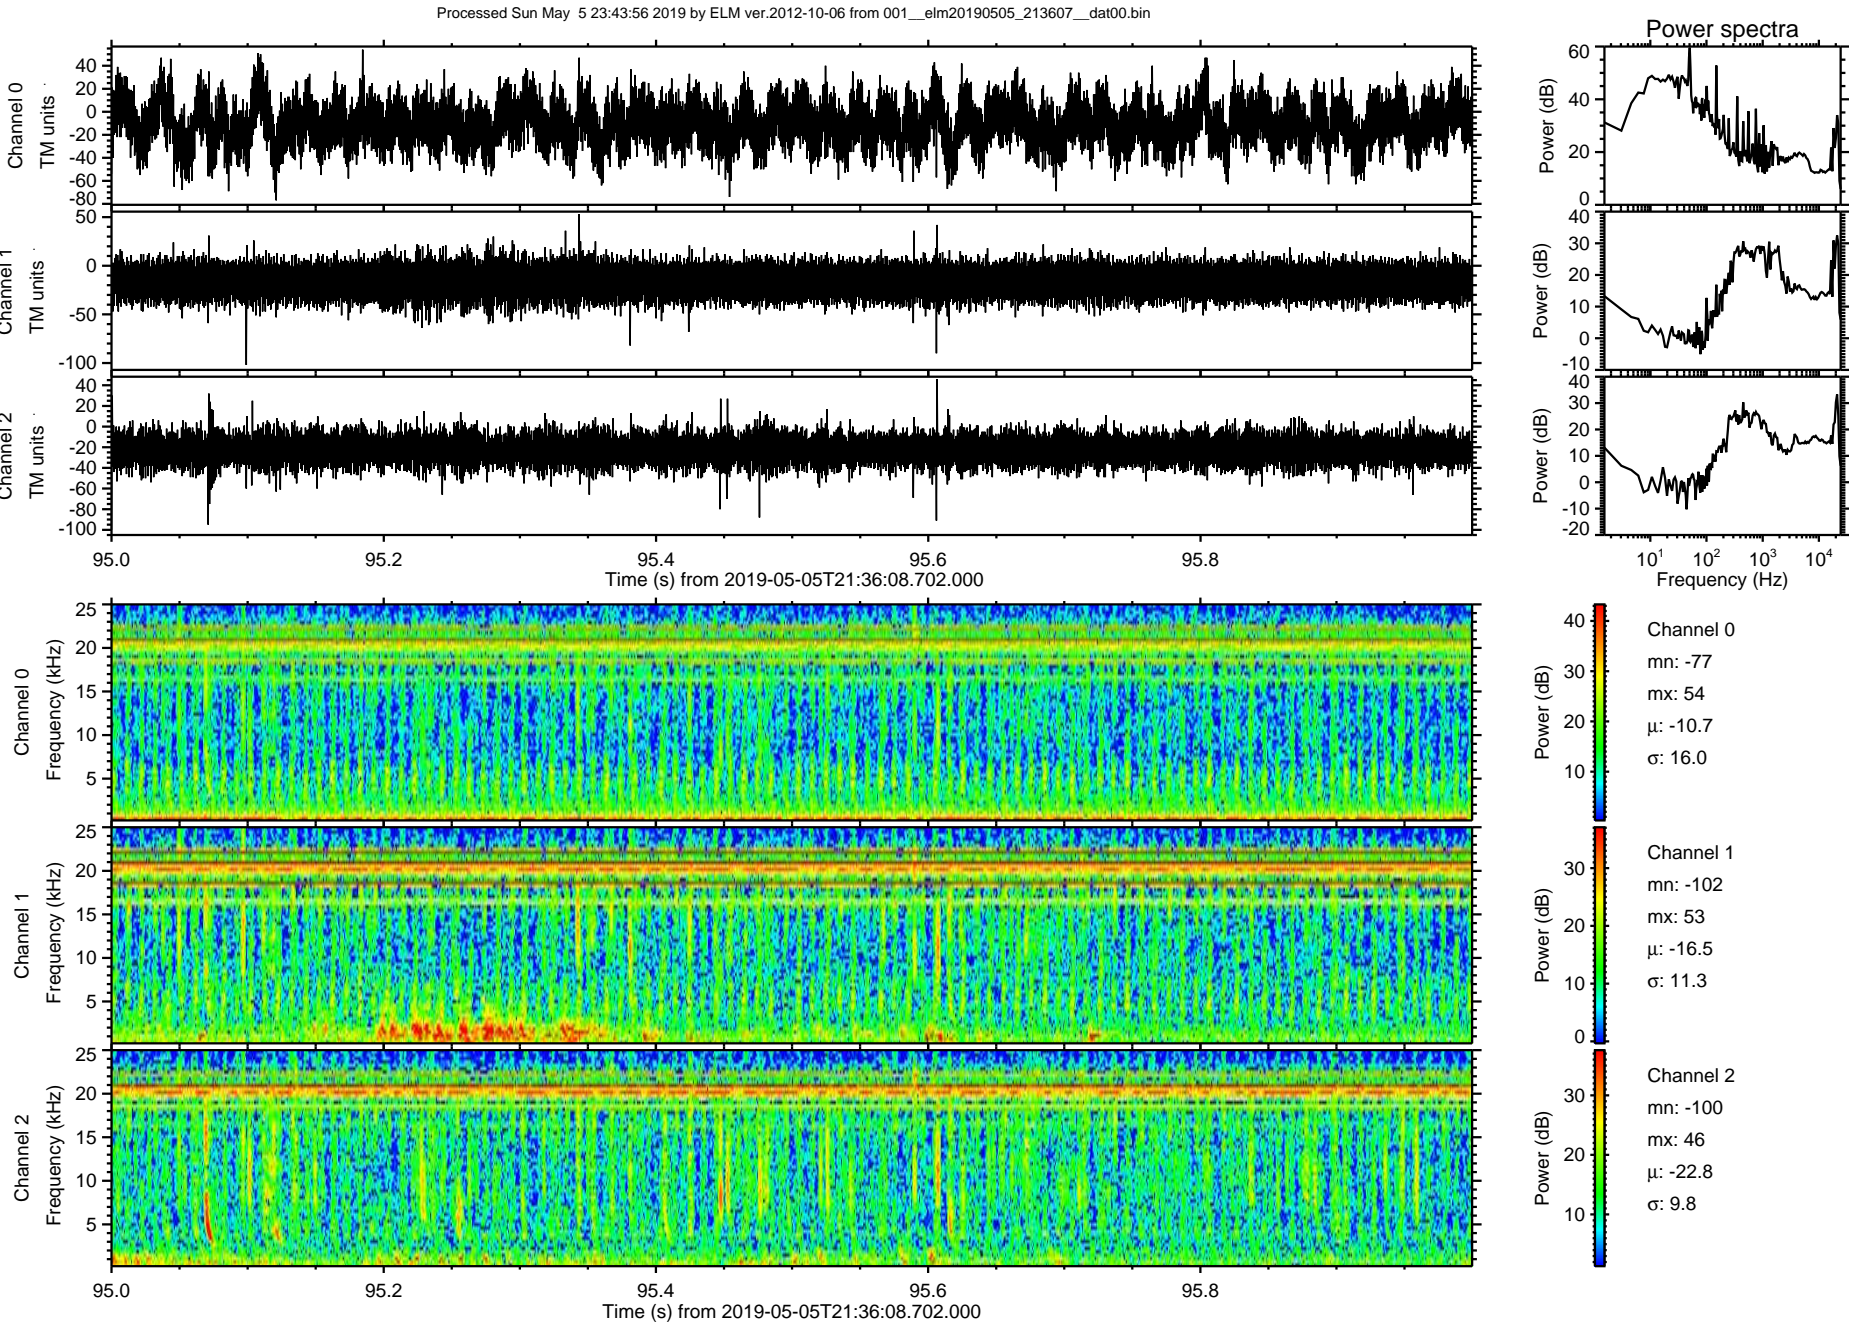 Processed Sun May  5 23:43:56 2019 by ELM ver.2012-10-06 from 001__elm20190505_213607__dat00.bin
Power spectra
Channel 0
TM units
40
20
0
-20
-40
-60
-80
Power (dB)
60
40
20
0
Channel 1
TM units
50
0
-50
-100
Power (dB)
40
30
20
10
0
-10
Channel 2
TM units
40
20
0
-20
-40
-60
-80
-100
Power (dB)
40
30
20
10
0
-10
-20
95.0 95.2 95.4 95.6 95.8
Time (s) from 2019-05-05T21:36:08.702.000
10¹ 10² 10³ 10⁴
Frequency (Hz)
Channel 0
Frequency (kHz)
25
20
15
10
5
Power (dB)
40
30
20
10
Channel 0
mn: -77
mx: 54
μ: -10.7
σ: 16.0
Channel 1
Frequency (kHz)
25
20
15
10
5
Power (dB)
30
20
10
0
Channel 1
mn: -102
mx: 53
μ: -16.5
σ: 11.3
Channel 2
Frequency (kHz)
25
20
15
10
5
Power (dB)
30
20
10
Channel 2
mn: -100
mx: 46
μ: -22.8
σ: 9.8
95.0 95.2 95.4 95.6 95.8
Time (s) from 2019-05-05T21:36:08.702.000